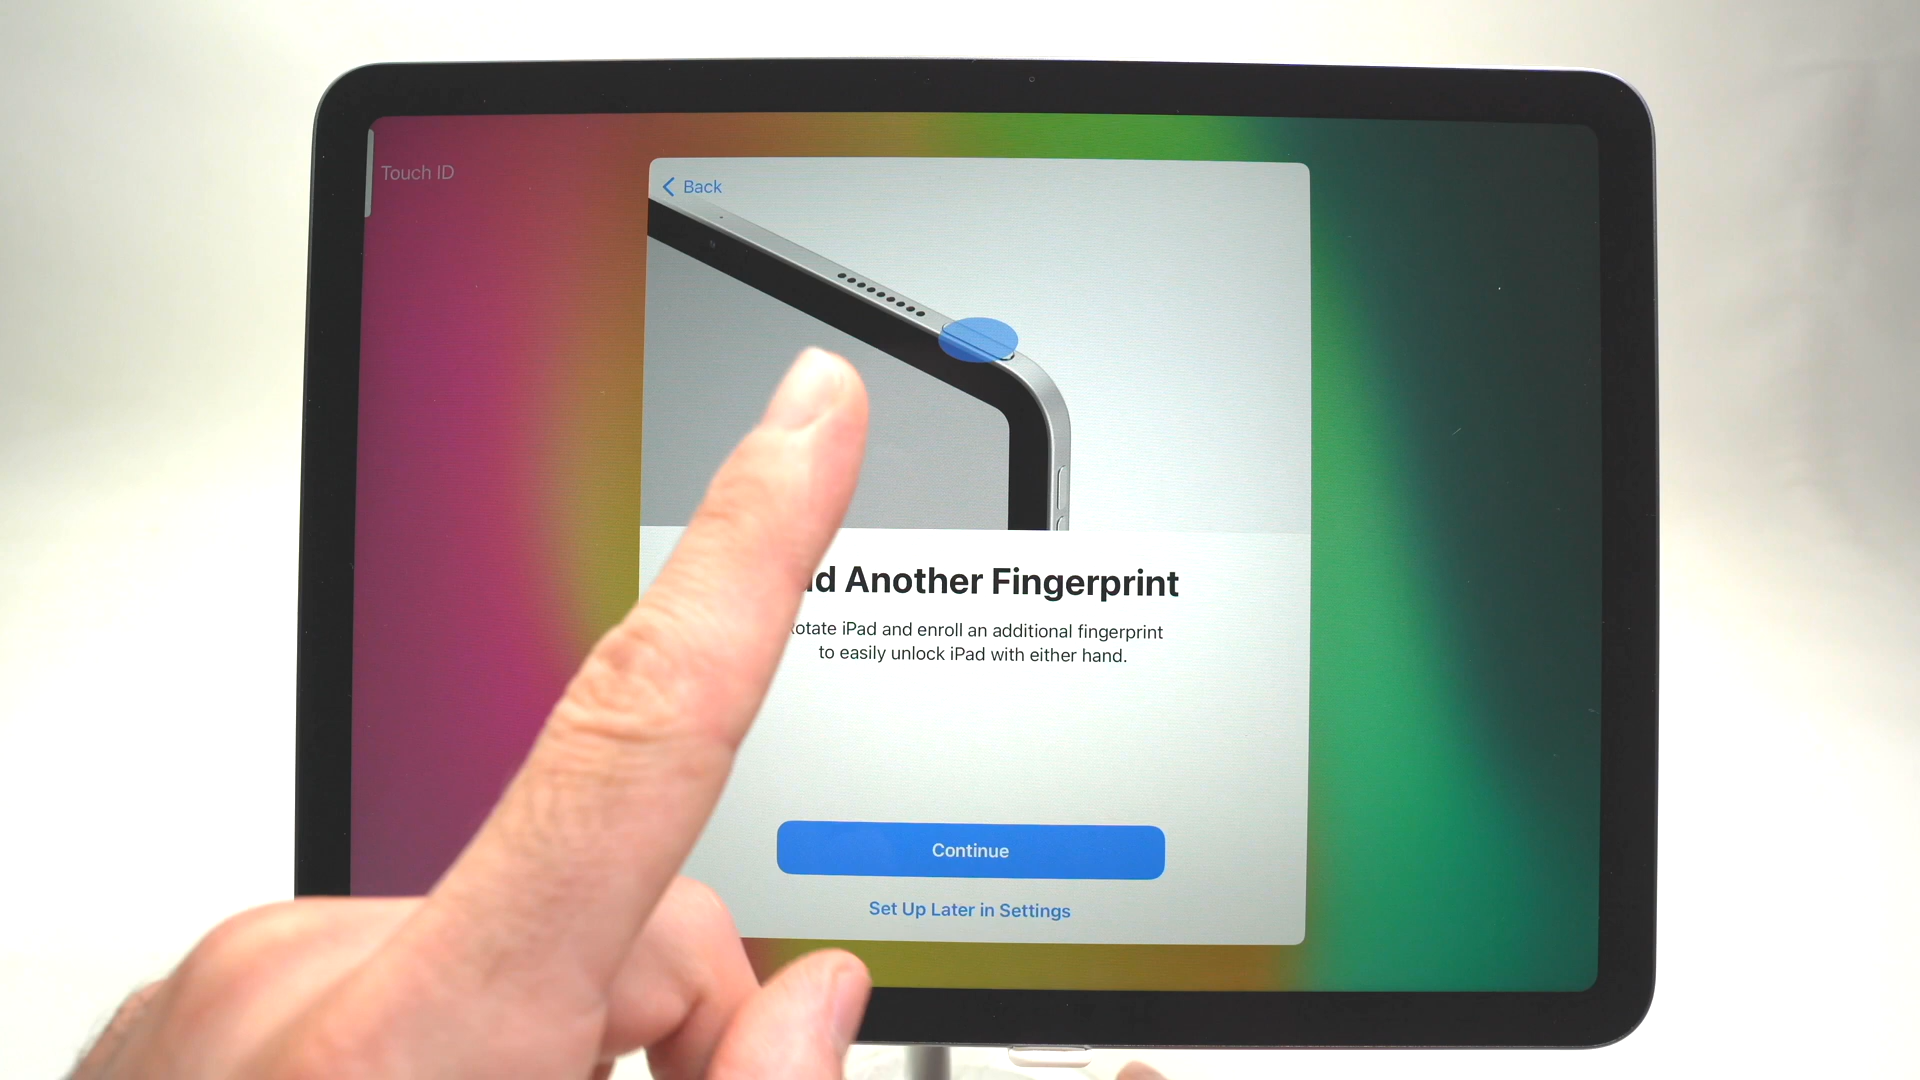 Touch ID
Back
Another Fingerprint
iPad and enroll an additional fingerprint
to easily unlock iPad with either hand.
Continue
Set Up Later in Settings